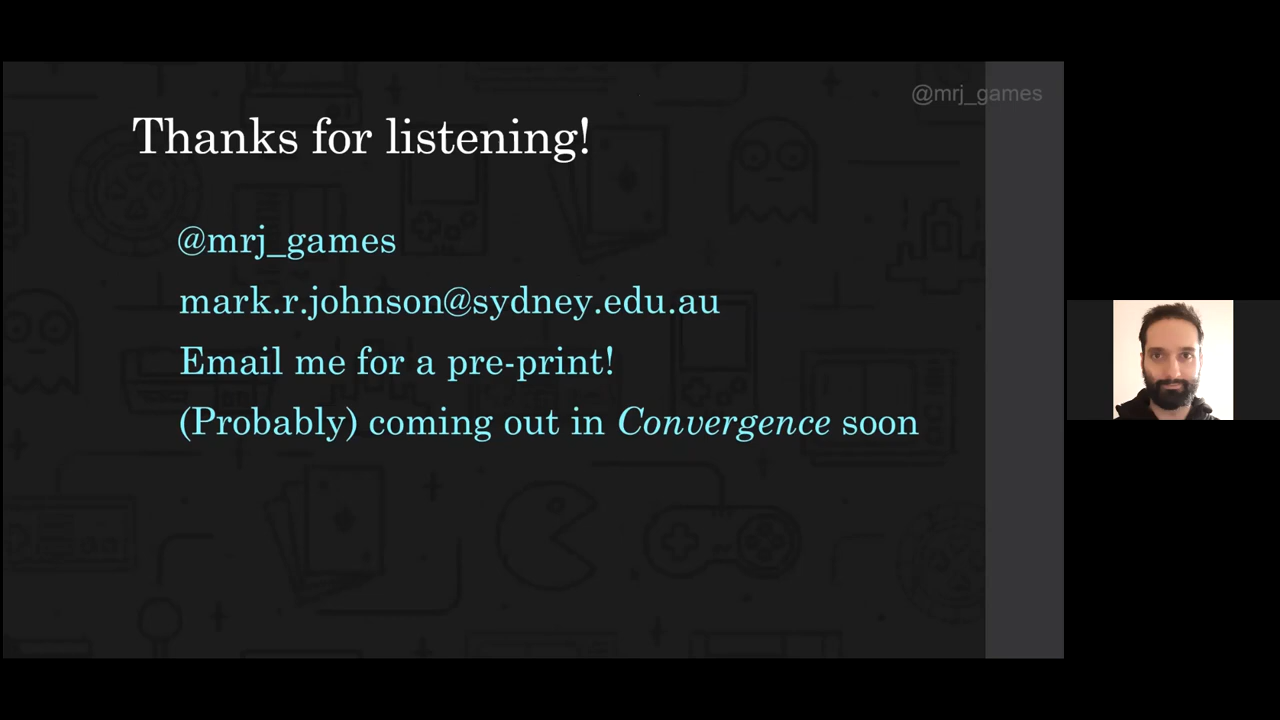 @mrj_games
Thanks for listening!
@mrj_games
mark.r.johnson@sydney.edu.au
Email me for a pre-print!
(Probably) coming out in Convergence soon